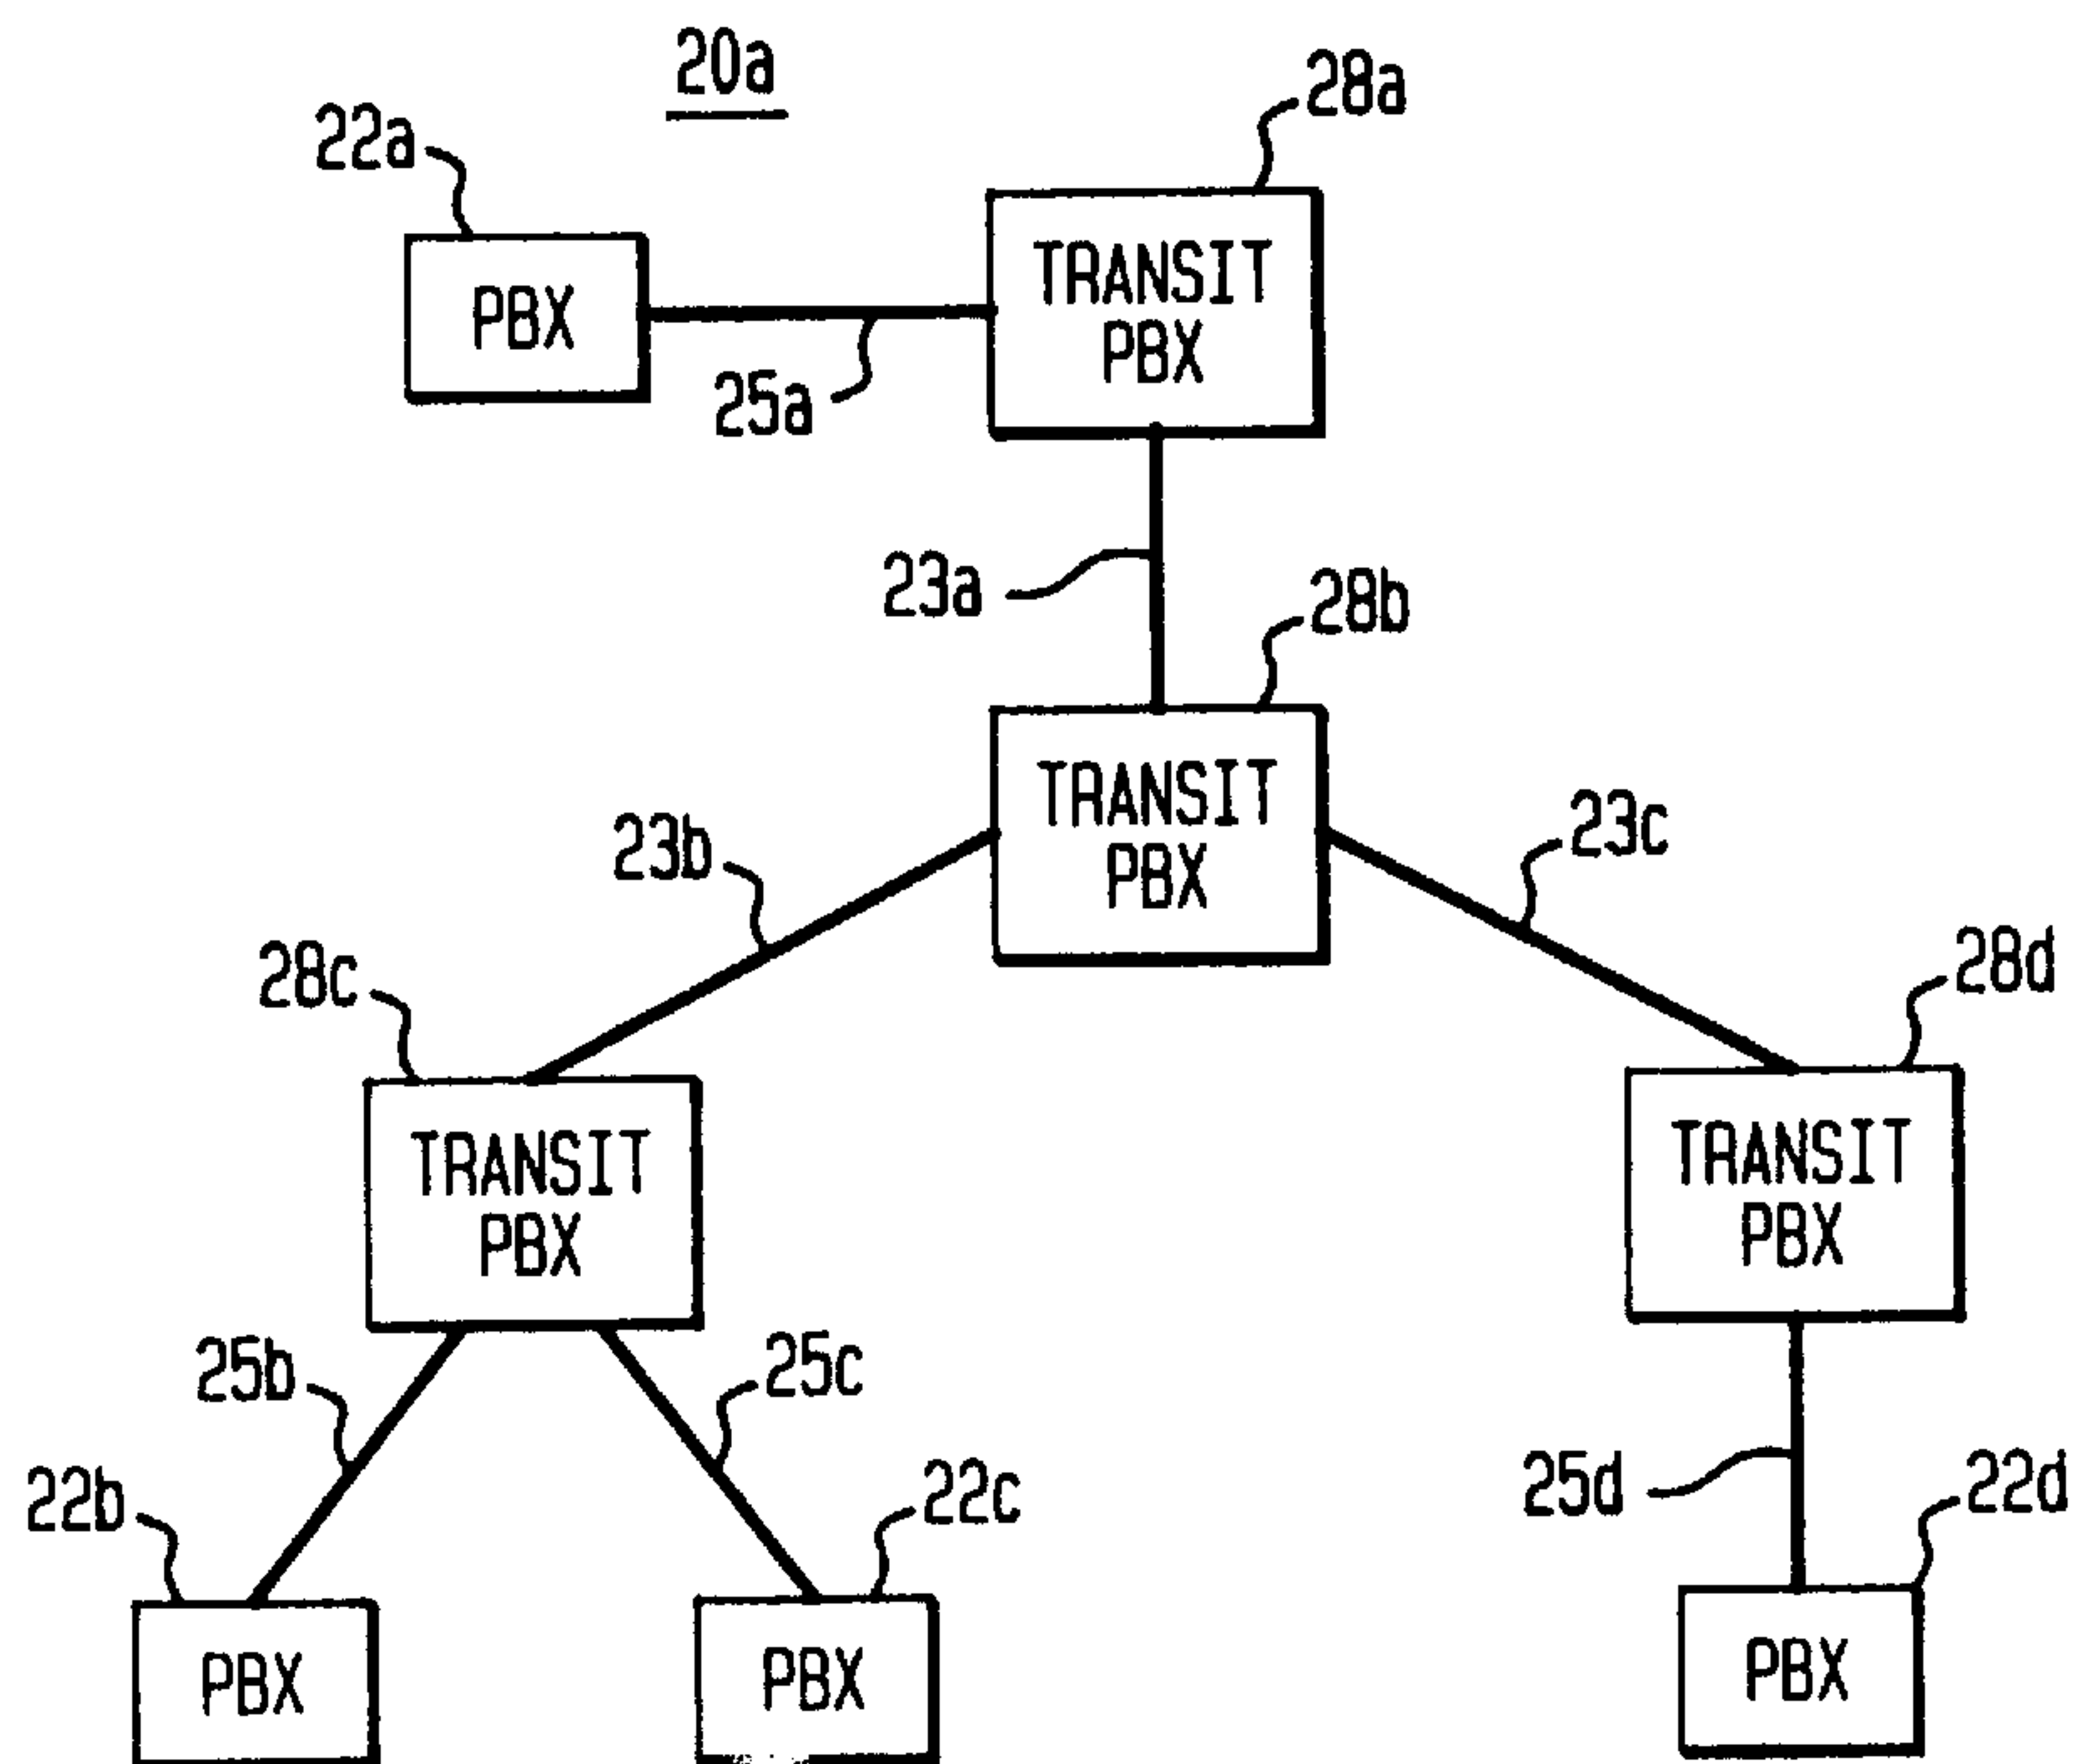 20a
28a
22a
TRANSIT
PBX
PBX
25a
23a
28b
TRANSIT
PBX
23b
23c
28c
28d
TRANSIT
PBX
TRANSIT
PBX
25b
25c
22b
22c
25d
22d
PBX
PBX
PBX